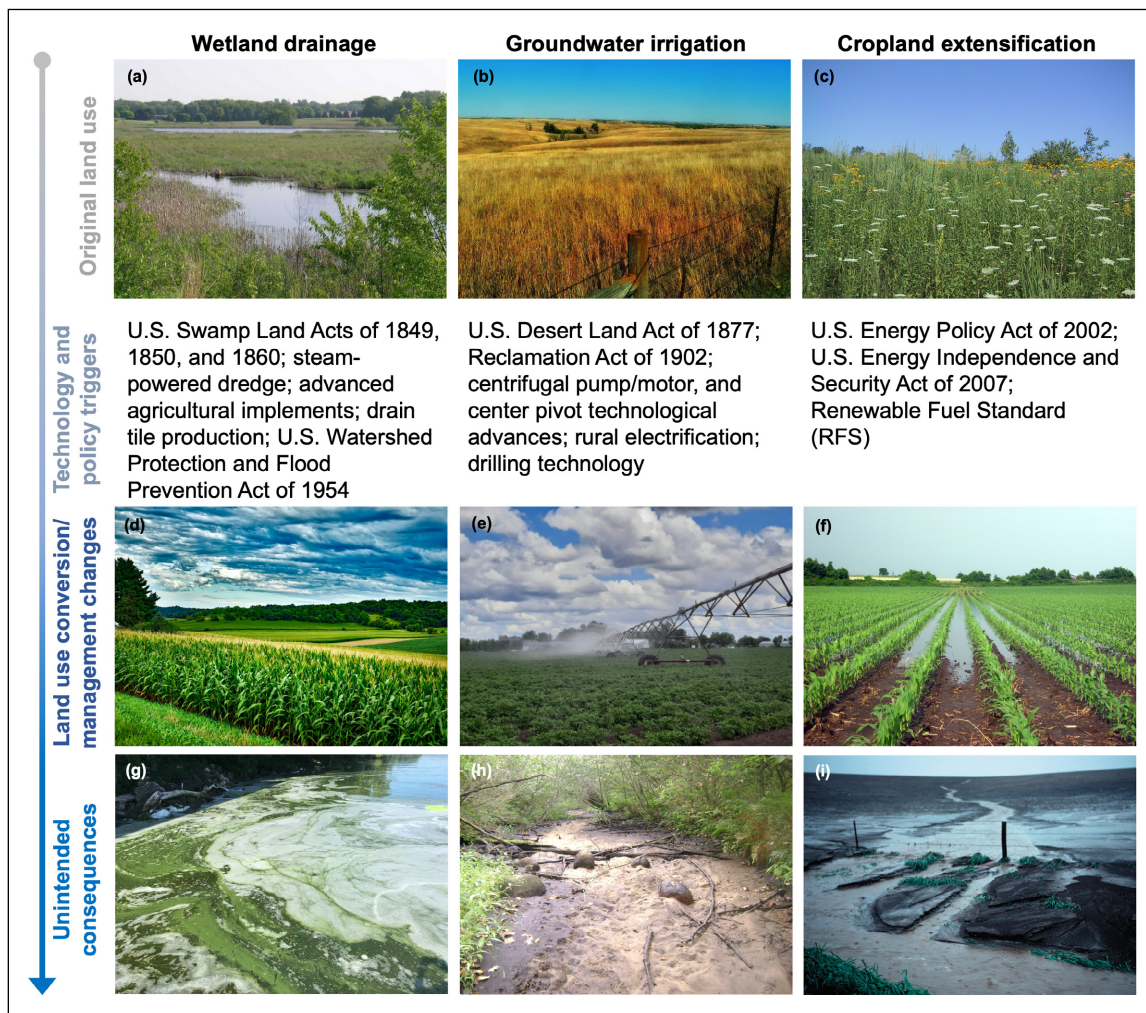 Wetland drainage
Groundwater irrigation
Cropland extensification
Original land use
(a)
(b)
(c)
Technology and
policy triggers
U.S. Swamp Land Acts of 1849,
1850, and 1860; steam-
powered dredge; advanced
agricultural implements; drain
tile production; U.S. Watershed
Protection and Flood
Prevention Act of 1954
U.S. Desert Land Act of 1877;
Reclamation Act of 1902;
centrifugal pump/motor, and
center pivot technological
advances; rural electrification;
drilling technology
U.S. Energy Policy Act of 2002;
U.S. Energy Independence and
Security Act of 2007;
Renewable Fuel Standard
(RFS)
Land use conversion/
management changes
(d)
(e)
(f)
Unintended
consequences
(g)
(h)
(i)